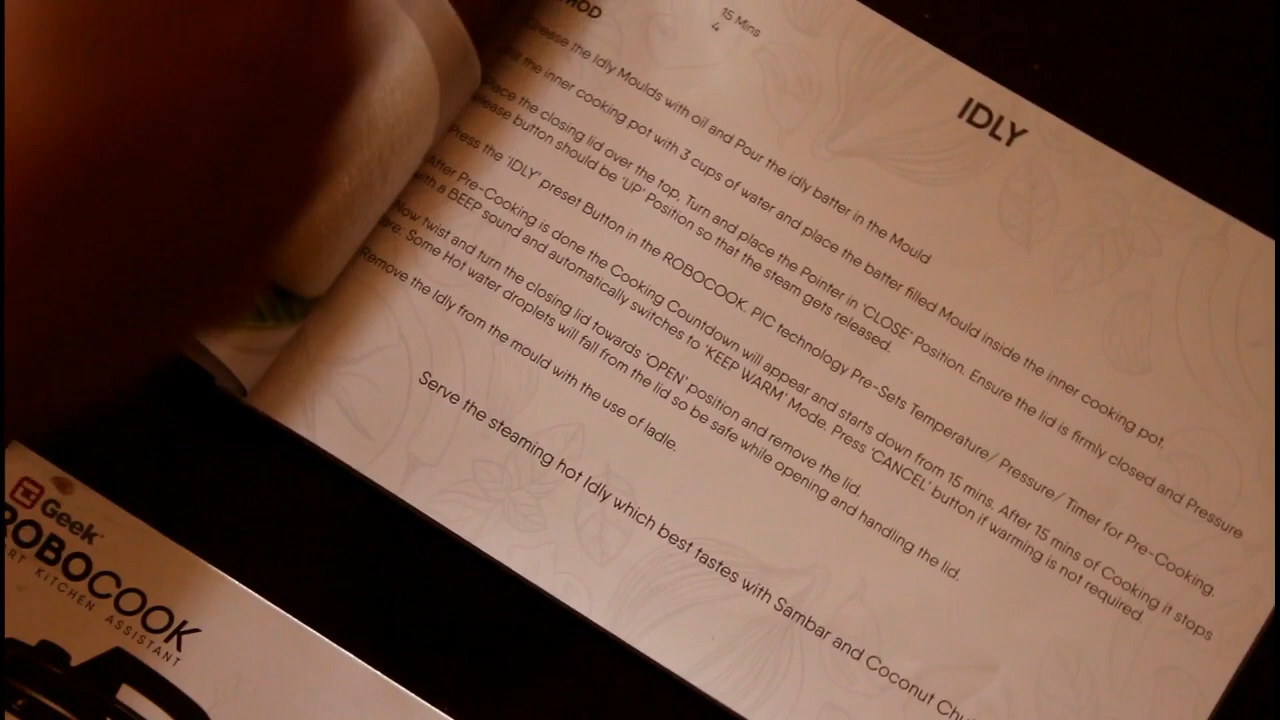 IDLY
15 Mins
4
Idly Moulds with oil and Pour the idly batter in the Mould
the inner cooking pot with 3 cups of water and place the batter filled Mould inside the inner cooking pot.
the closing lid over the top, Turn and place the Pointer in 'CLOSE' Position. Ensure the lid is firmly closed and Pressure
button should be 'UP' Position so that the steam gets released.
Press the 'IDLY' preset Button in the ROBOCOOK. PIC technology Pre-Sets Temperature/ Pressure/ Timer for Pre-Cooking.
After Pre-Cooking is done the Cooking Countdown will appear and starts down from 15 mins. After 15 mins of Cooking it stops
with a BEEP sound and automatically switches to 'KEEP WARM' Mode. Press 'CANCEL' button if warming is not required.
Now twist and turn the closing lid towards 'OPEN' position and remove the lid.
Some Hot water droplets will fall from the lid so be safe while opening and handling the lid.
Remove the Idly from the mould with the use of ladle.
Serve the steaming hot Idly which best tastes with Sambar and Coconut
Geek
ROBOCOOK
KITCHEN ASSISTANT